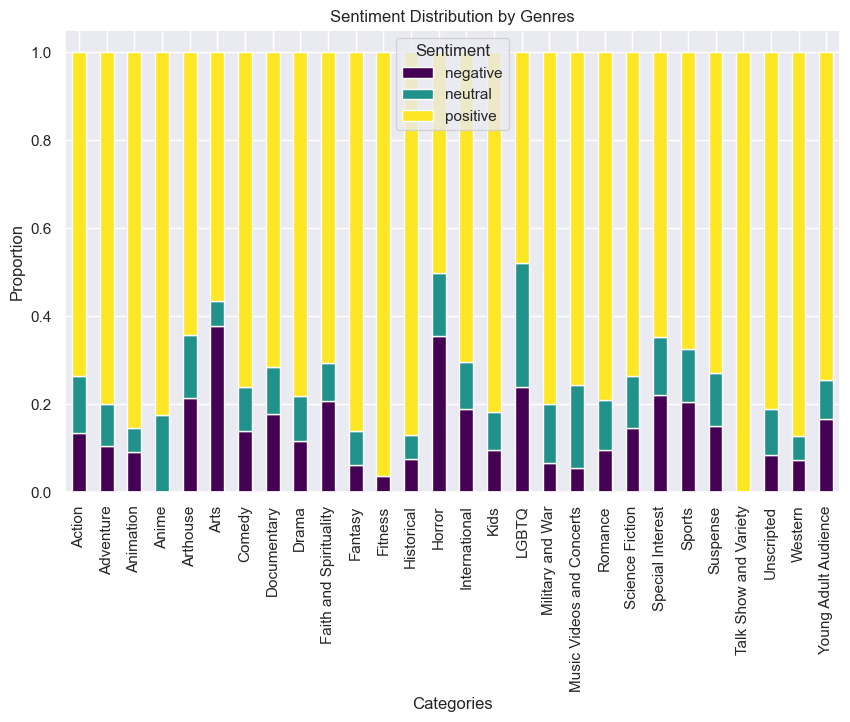 Sentiment Distribution by Genres
Sentiment
negative
neutral
positive
Proportion
1.0
0.8
0.6
0.4
0.2
0.0
Action
Adventure
Animation
Anime
Arthouse
Arts
Comedy
Documentary
Drama
Faith and Spirituality
Fantasy
Fitness
Historical
Horror
International
Kids
LGBTQ
Military and War
Music Videos and Concerts
Romance
Science Fiction
Special Interest
Sports
Suspense
Talk Show and Variety
Unscripted
Western
Young Adult Audience
Categories